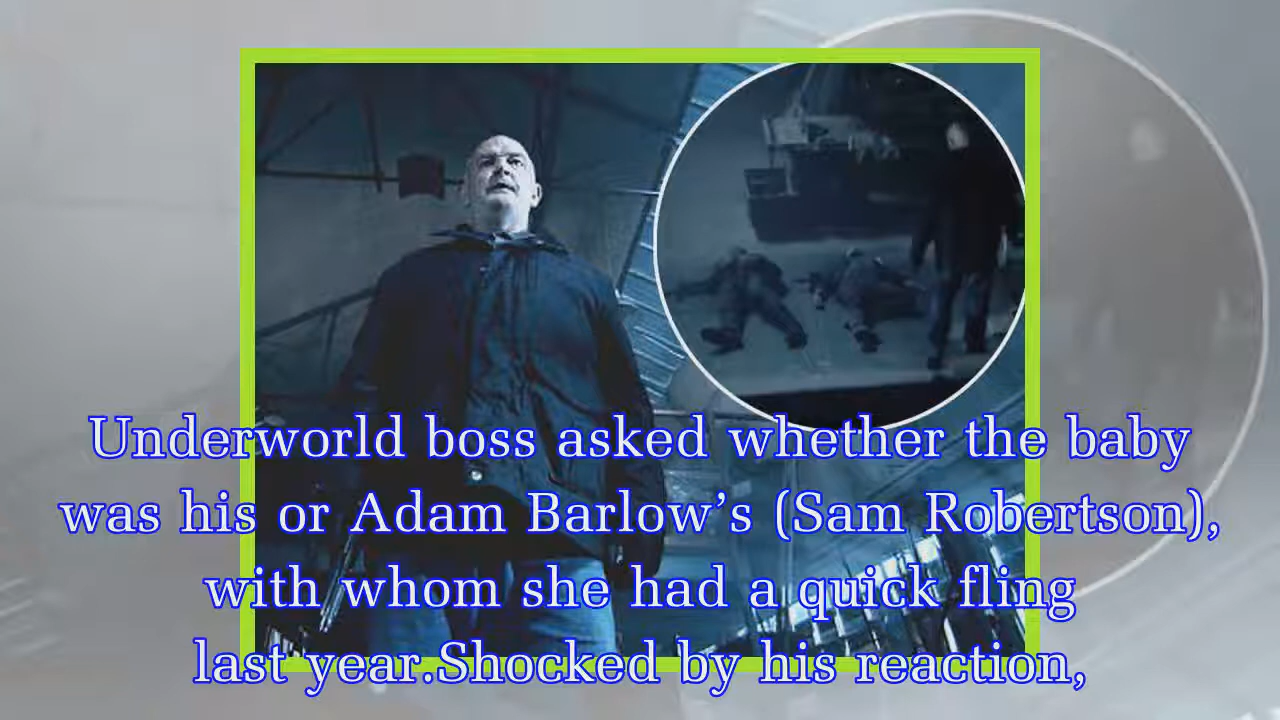 Underworld boss asked whether the baby
was his or Adam Barlow’s (Sam Robertson),
with whom she had a quick fling
last year.Shocked by his reaction,